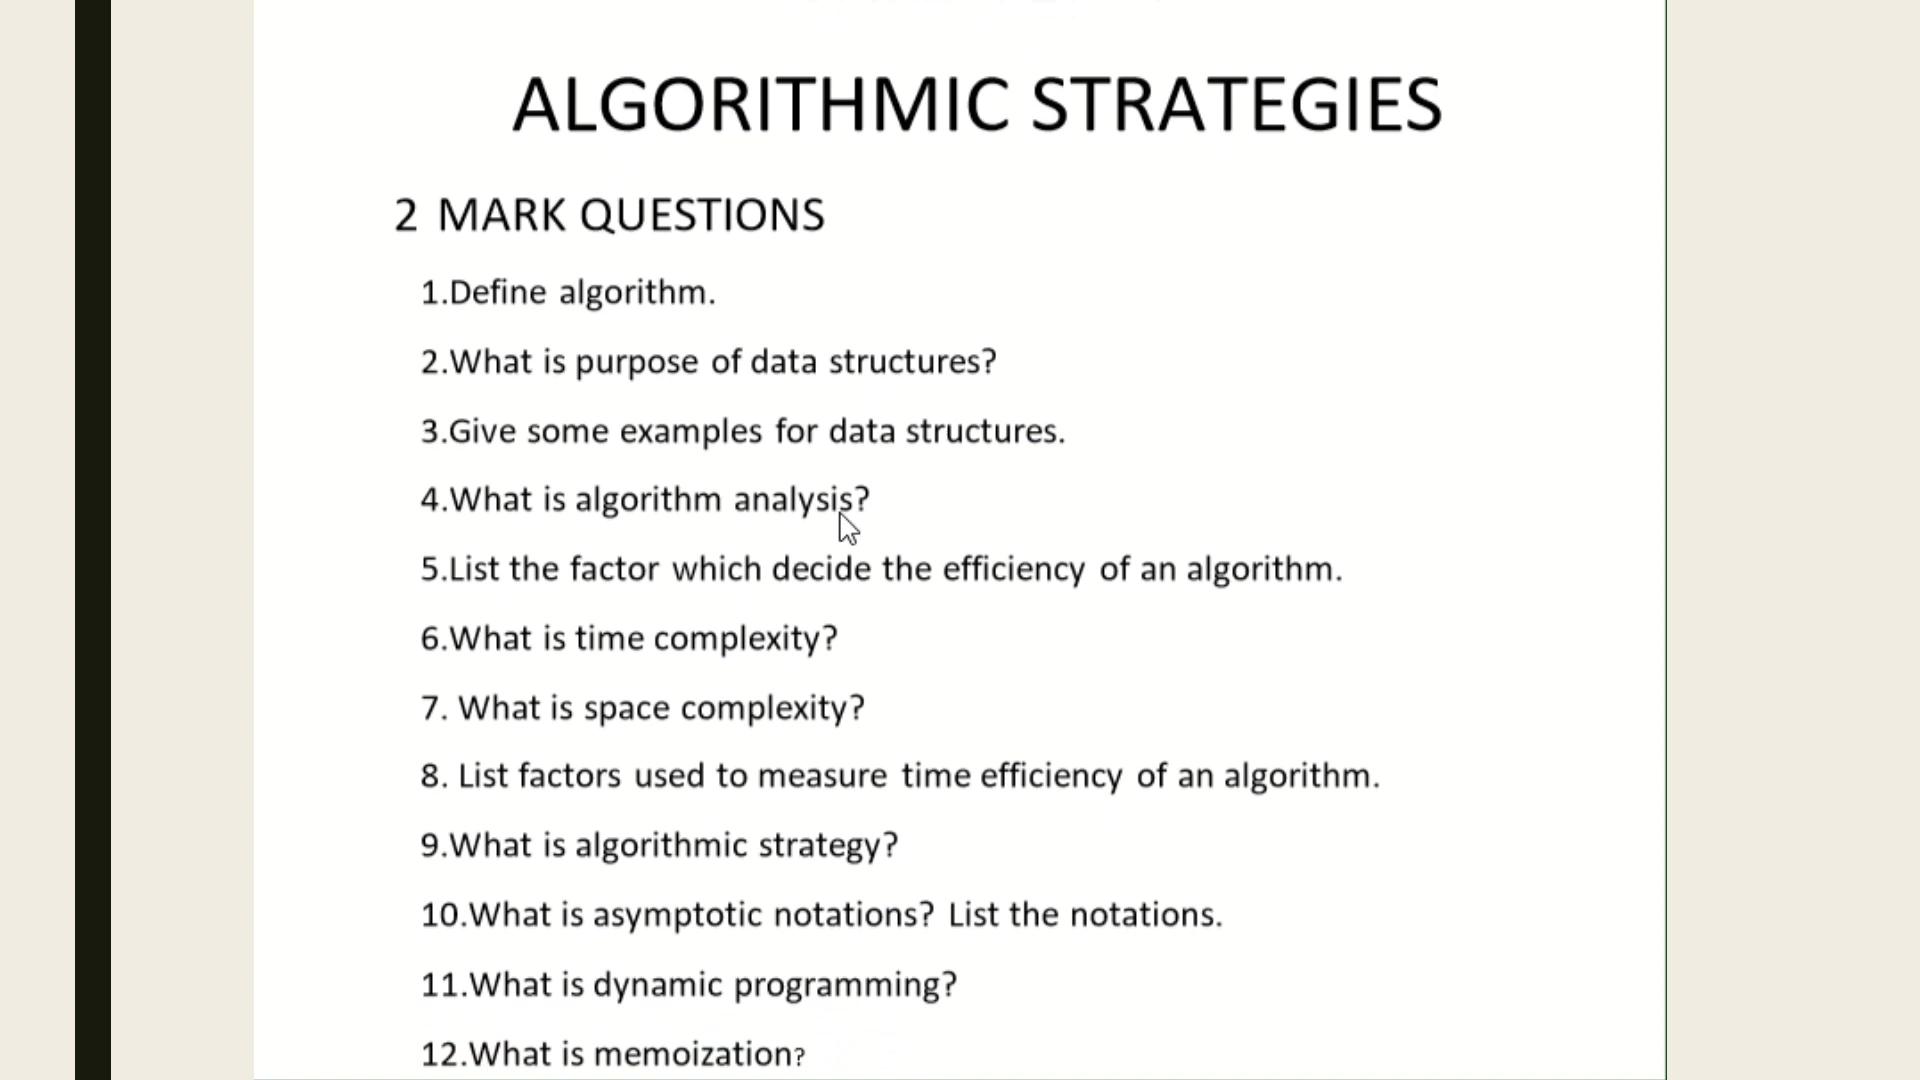 ALGORITHMIC STRATEGIES
2 MARK QUESTIONS
1.Define algorithm.
2.What is purpose of data structures?
3.Give some examples for data structures.
4.What is algorithm analysis?
5.List the factor which decide the efficiency of an algorithm.
6.What is time complexity?
7. What is space complexity?
8. List factors used to measure time efficiency of an algorithm.
9.What is algorithmic strategy?
10.What is asymptotic notations? List the notations.
11.What is dynamic programming?
12.What is memoization?